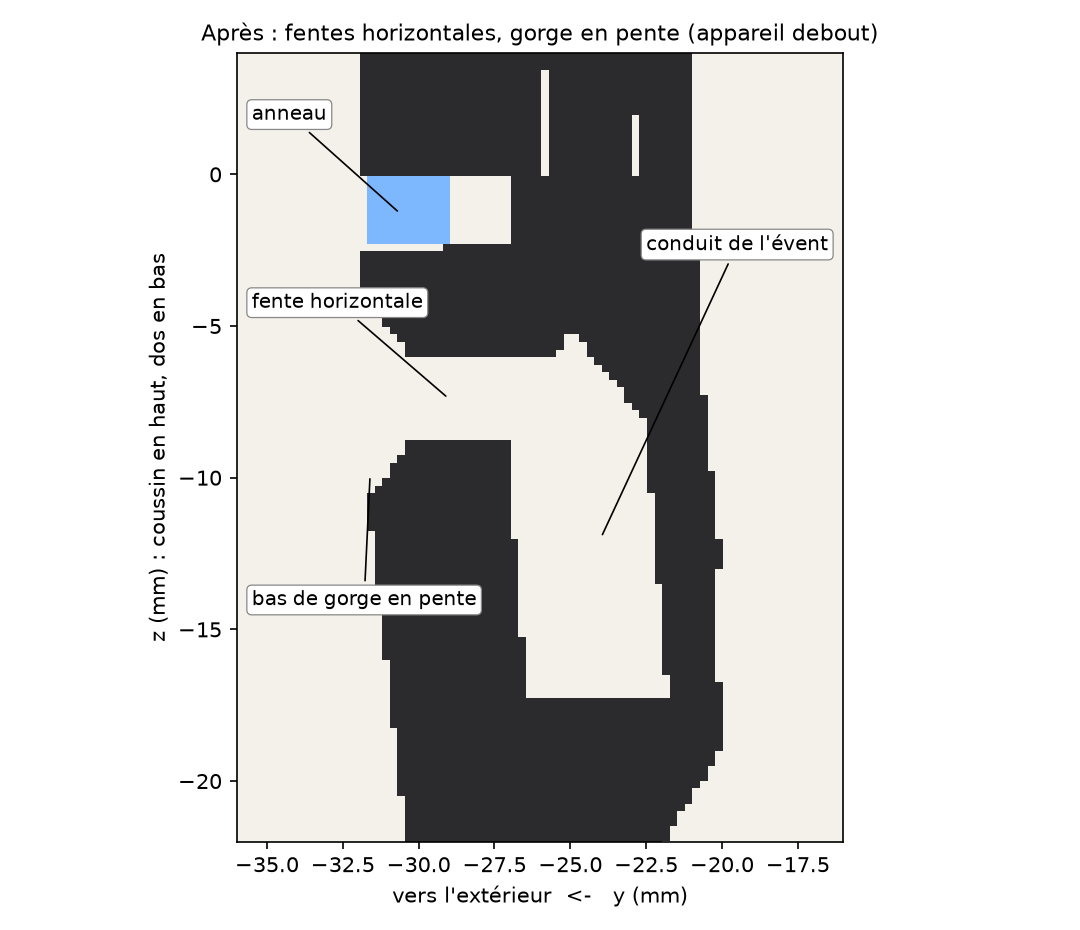 Après : fentes horizontales, gorge en pente (appareil debout)
anneau
conduit de l'évent
fente horizontale
bas de gorge en pente
z (mm) : coussin en haut, dos en bas
0
−5
−10
−15
−20
−35.0 −32.5 −30.0 −27.5 −25.0 −22.5 −20.0 −17.5
vers l'extérieur <- y (mm)